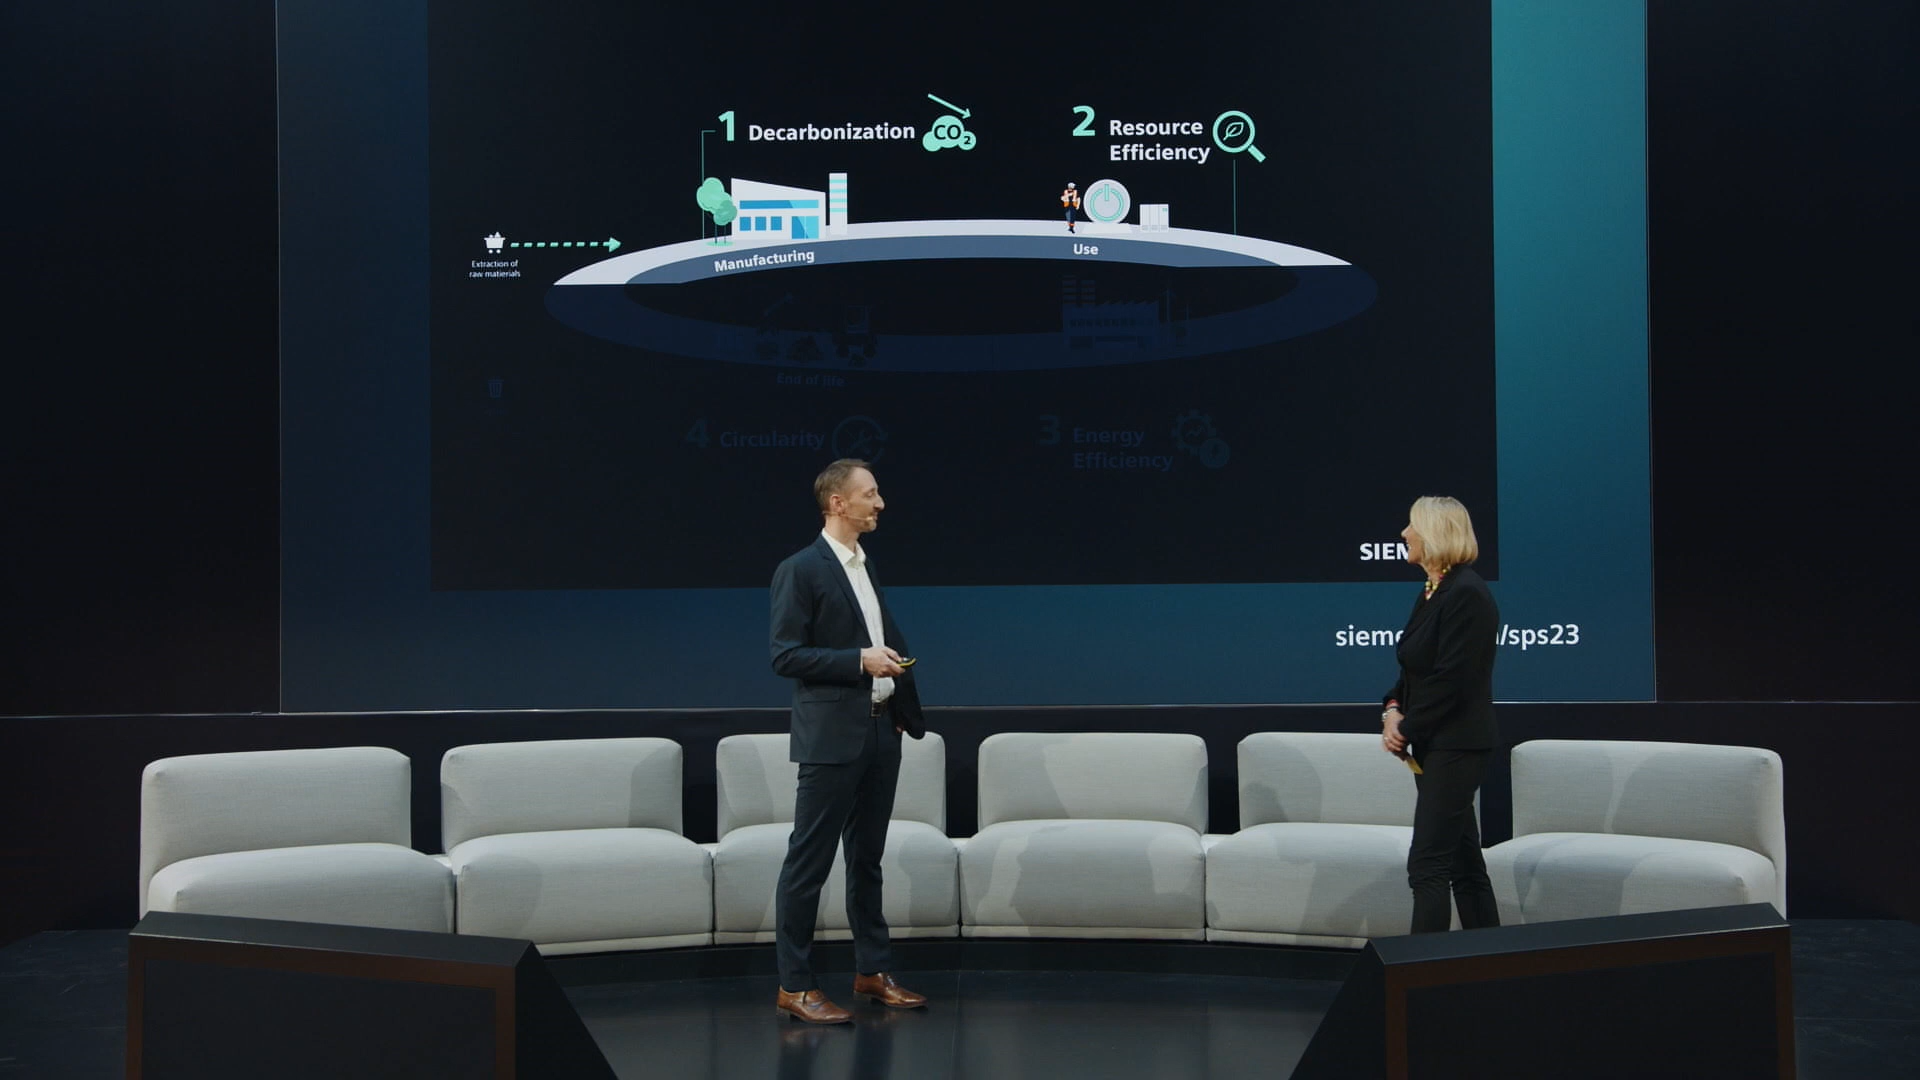 1 Decarbonization
CO2
2 Resource
Efficiency
Extraction of
raw matierials
Manufacturing
Use
End of life
4 Circularity
3 Energy
Efficiency
SIEM
sieme
/sps23